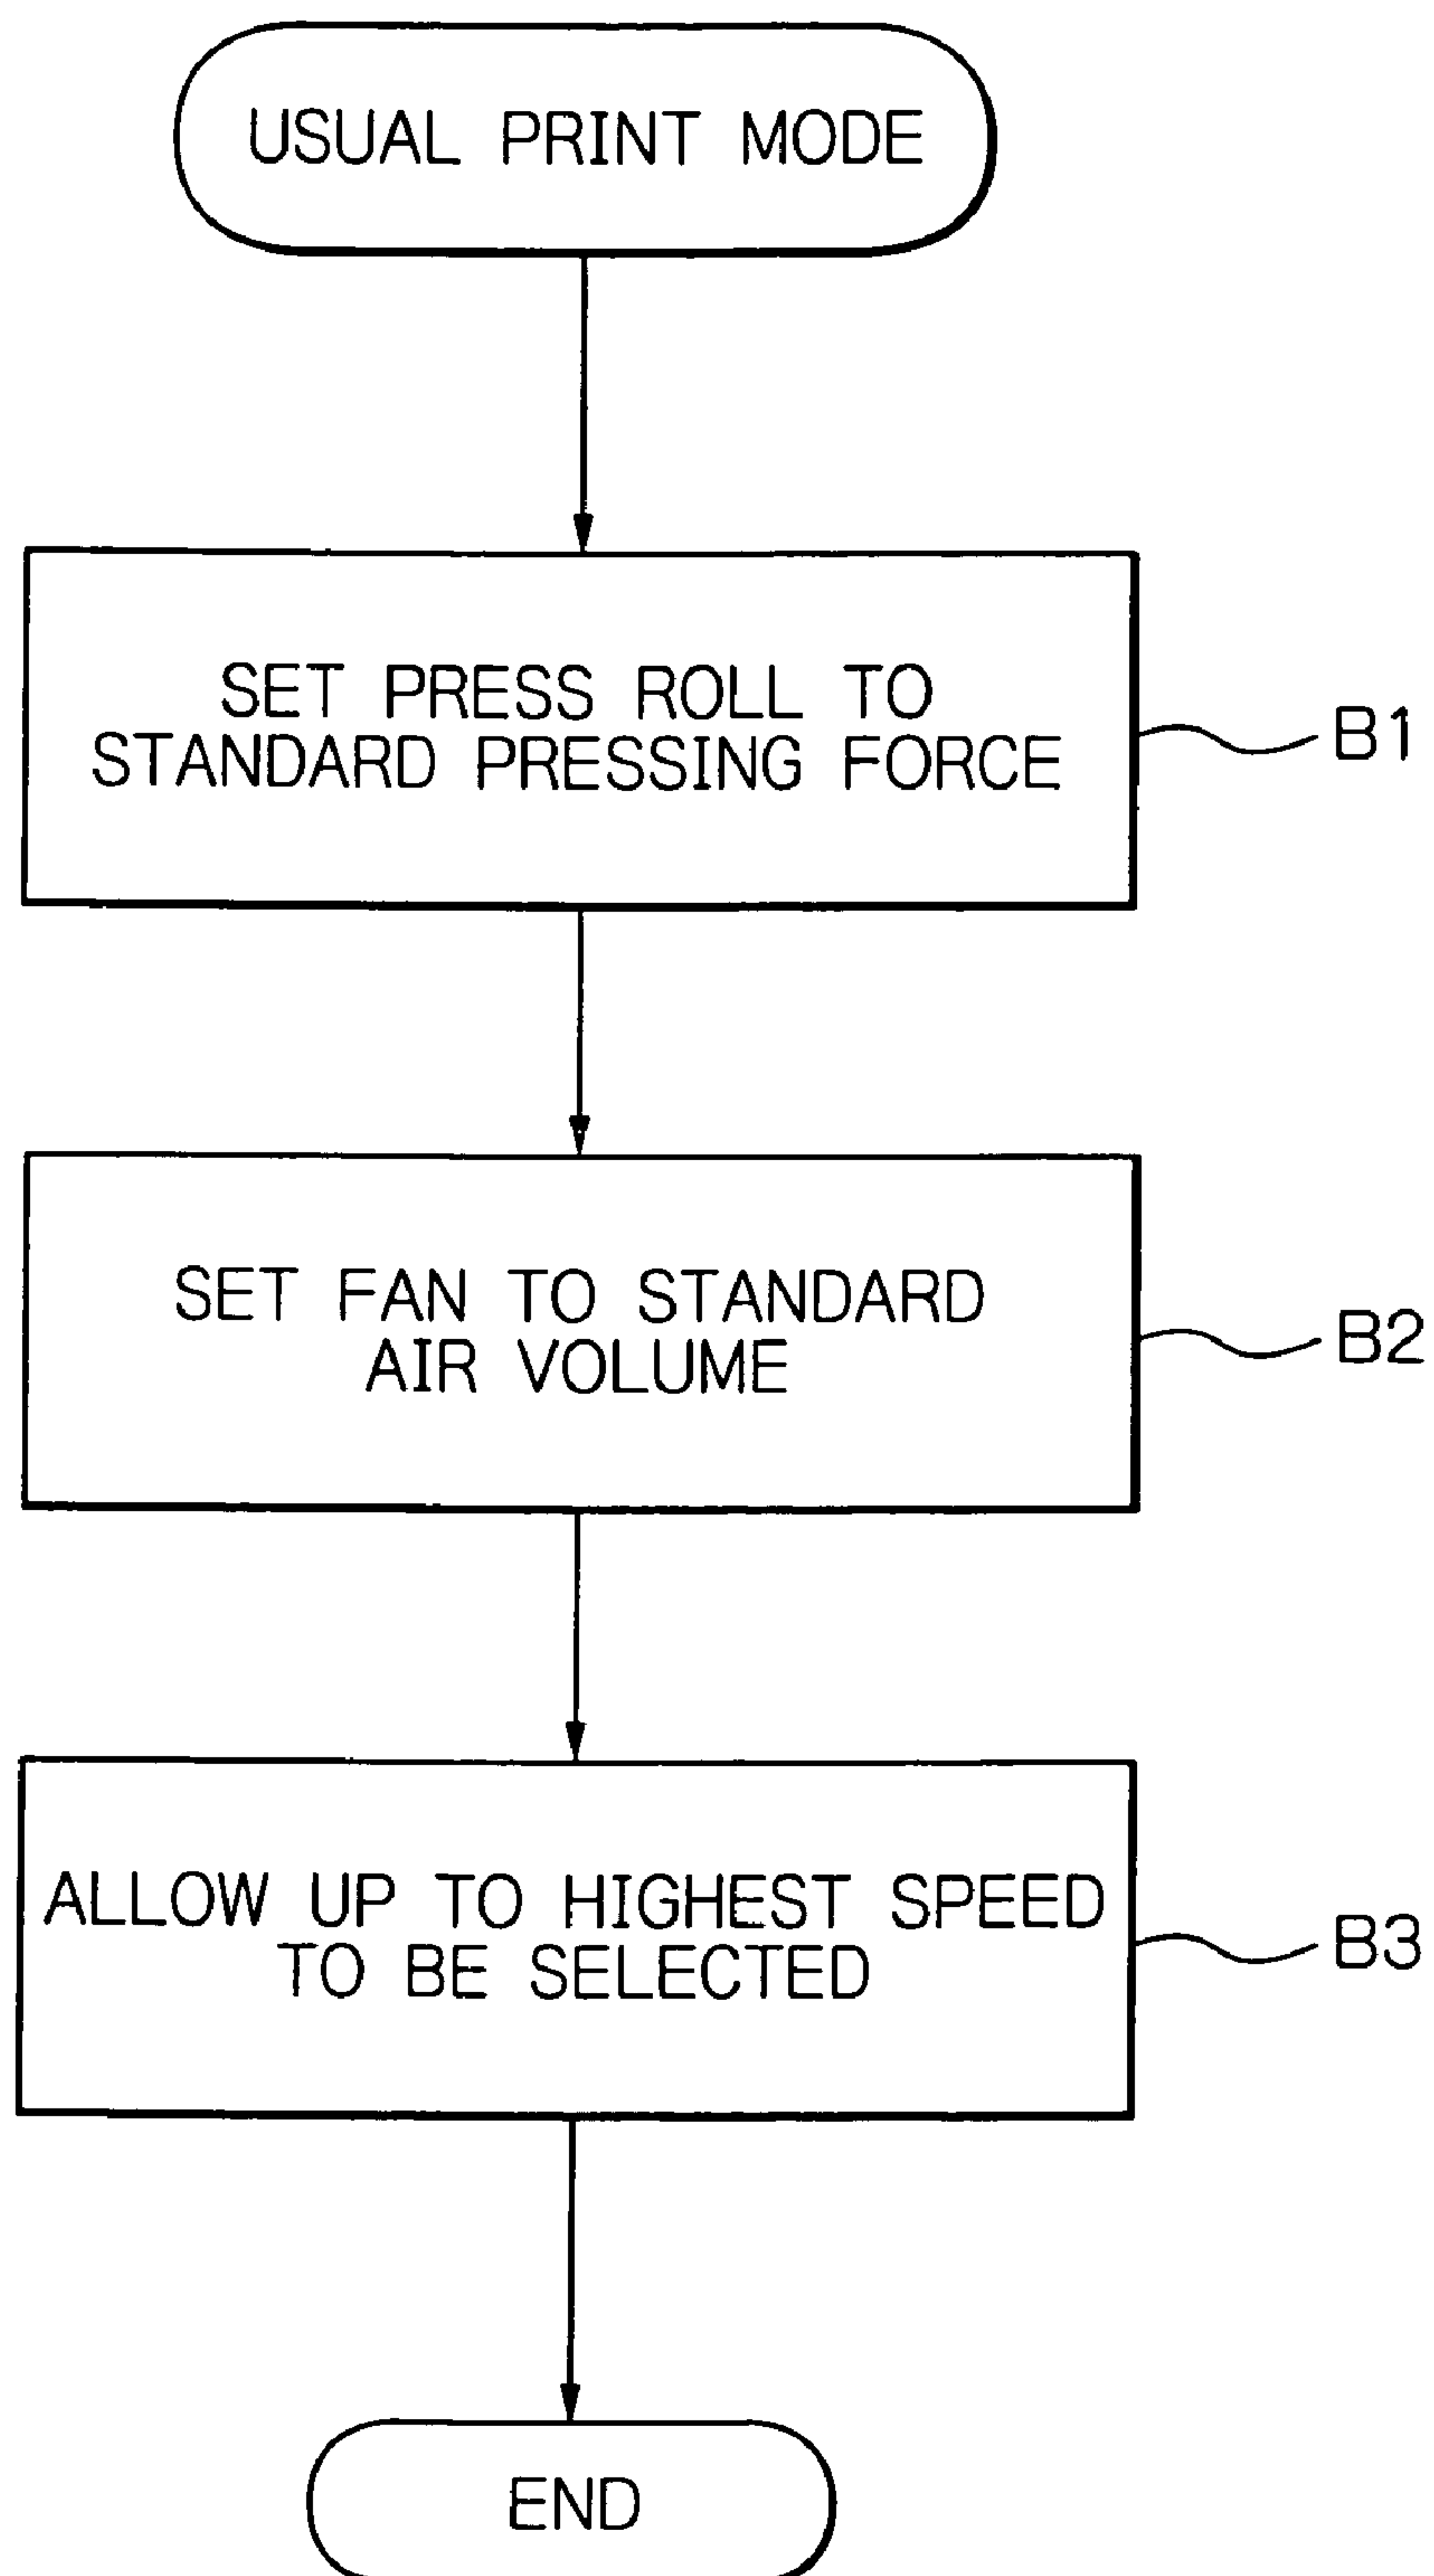 USUAL PRINT MODE
SET PRESS ROLL TO
STANDARD PRESSING FORCE
B1
SET FAN TO STANDARD
AIR VOLUME
B2
ALLOW UP TO HIGHEST SPEED
TO BE SELECTED
B3
END